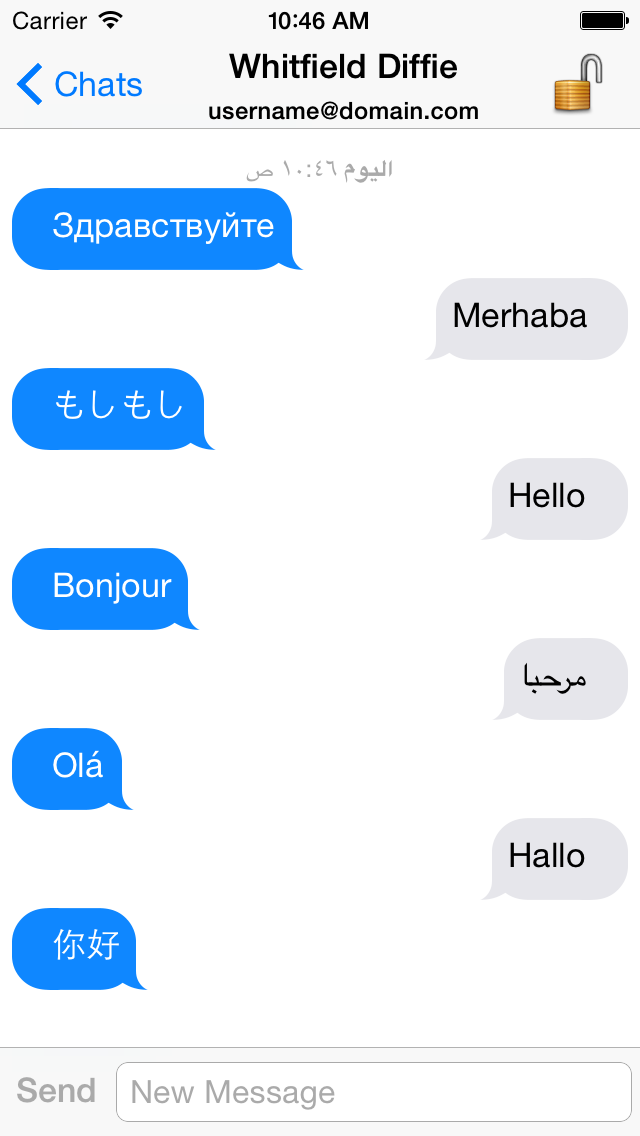 Carrier 10:46 AM
Chats
Whitfield Diffie
username@domain.com
اليوم ١٠:٤٦ ص
Здравствуйте
Merhaba
もしもし
Hello
Bonjour
مرحبا
Olá
Hallo
你好
Send New Message